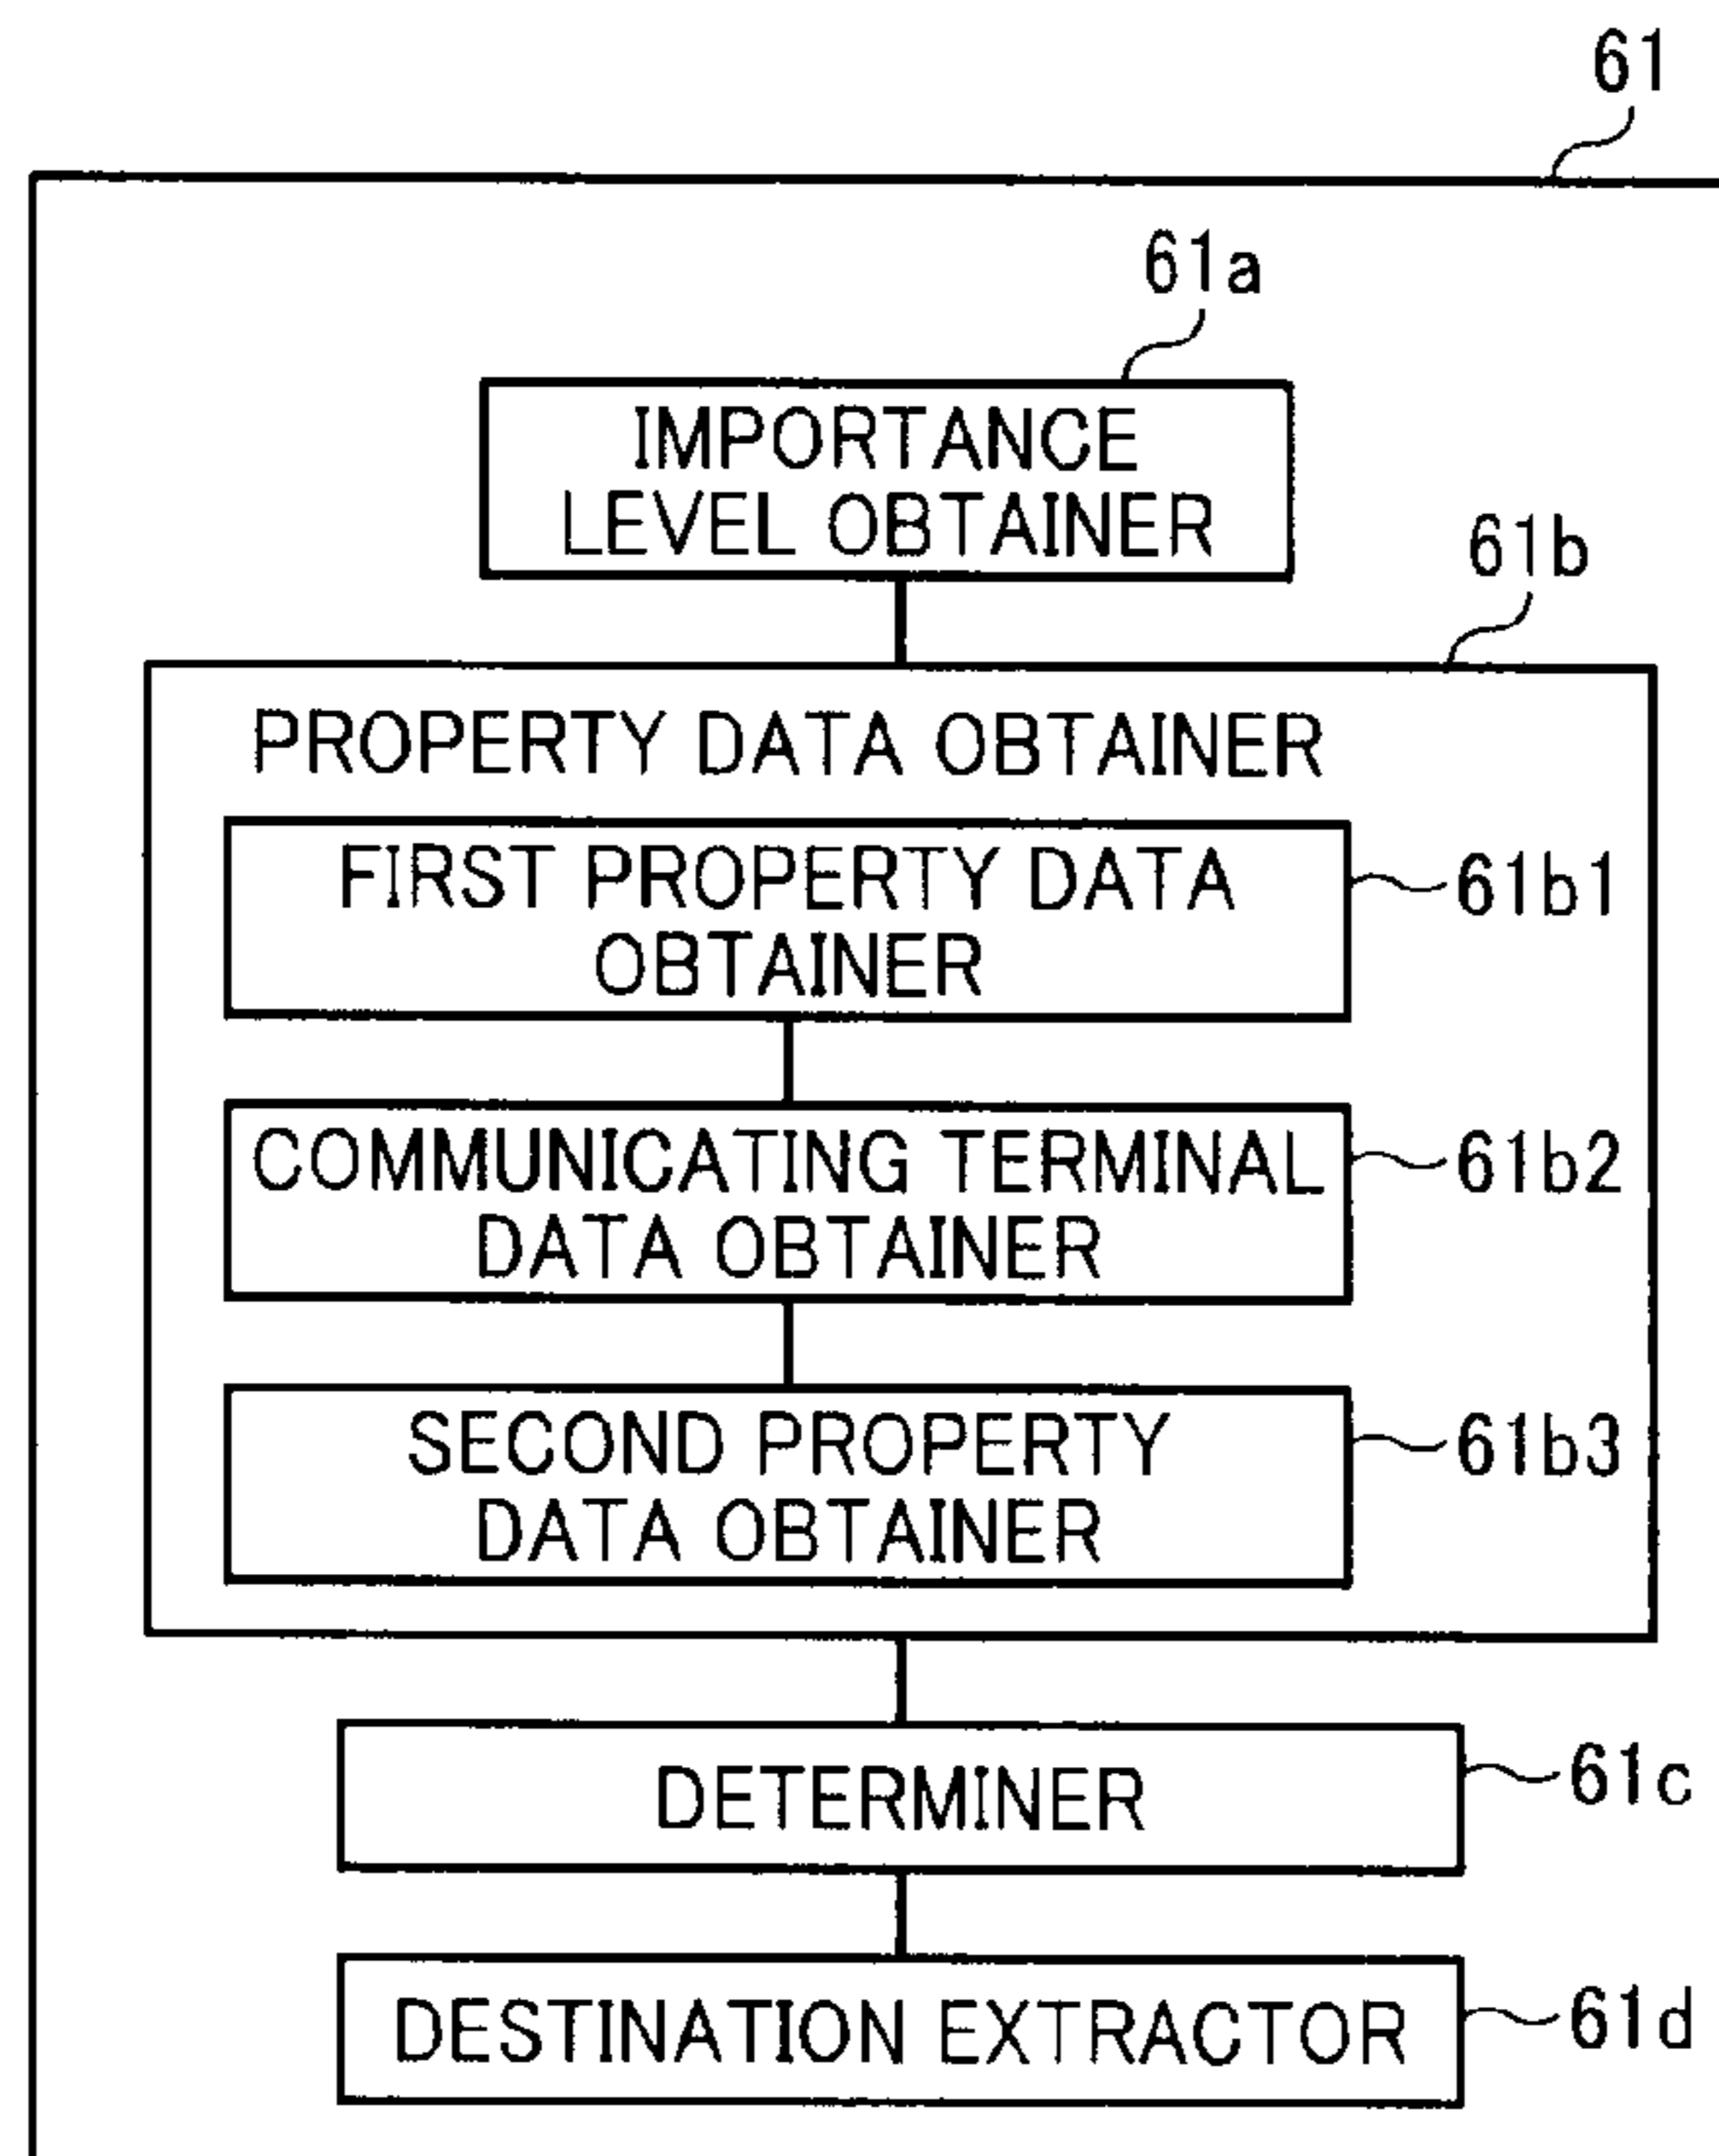 61
61a
IMPORTANCE
LEVEL OBTAINER
61b
PROPERTY DATA OBTAINER
FIRST PROPERTY DATA
OBTAINER
61b1
COMMUNICATING TERMINAL
DATA OBTAINER
61b2
SECOND PROPERTY
DATA OBTAINER
61b3
DETERMINER
61c
DESTINATION EXTRACTOR
61d